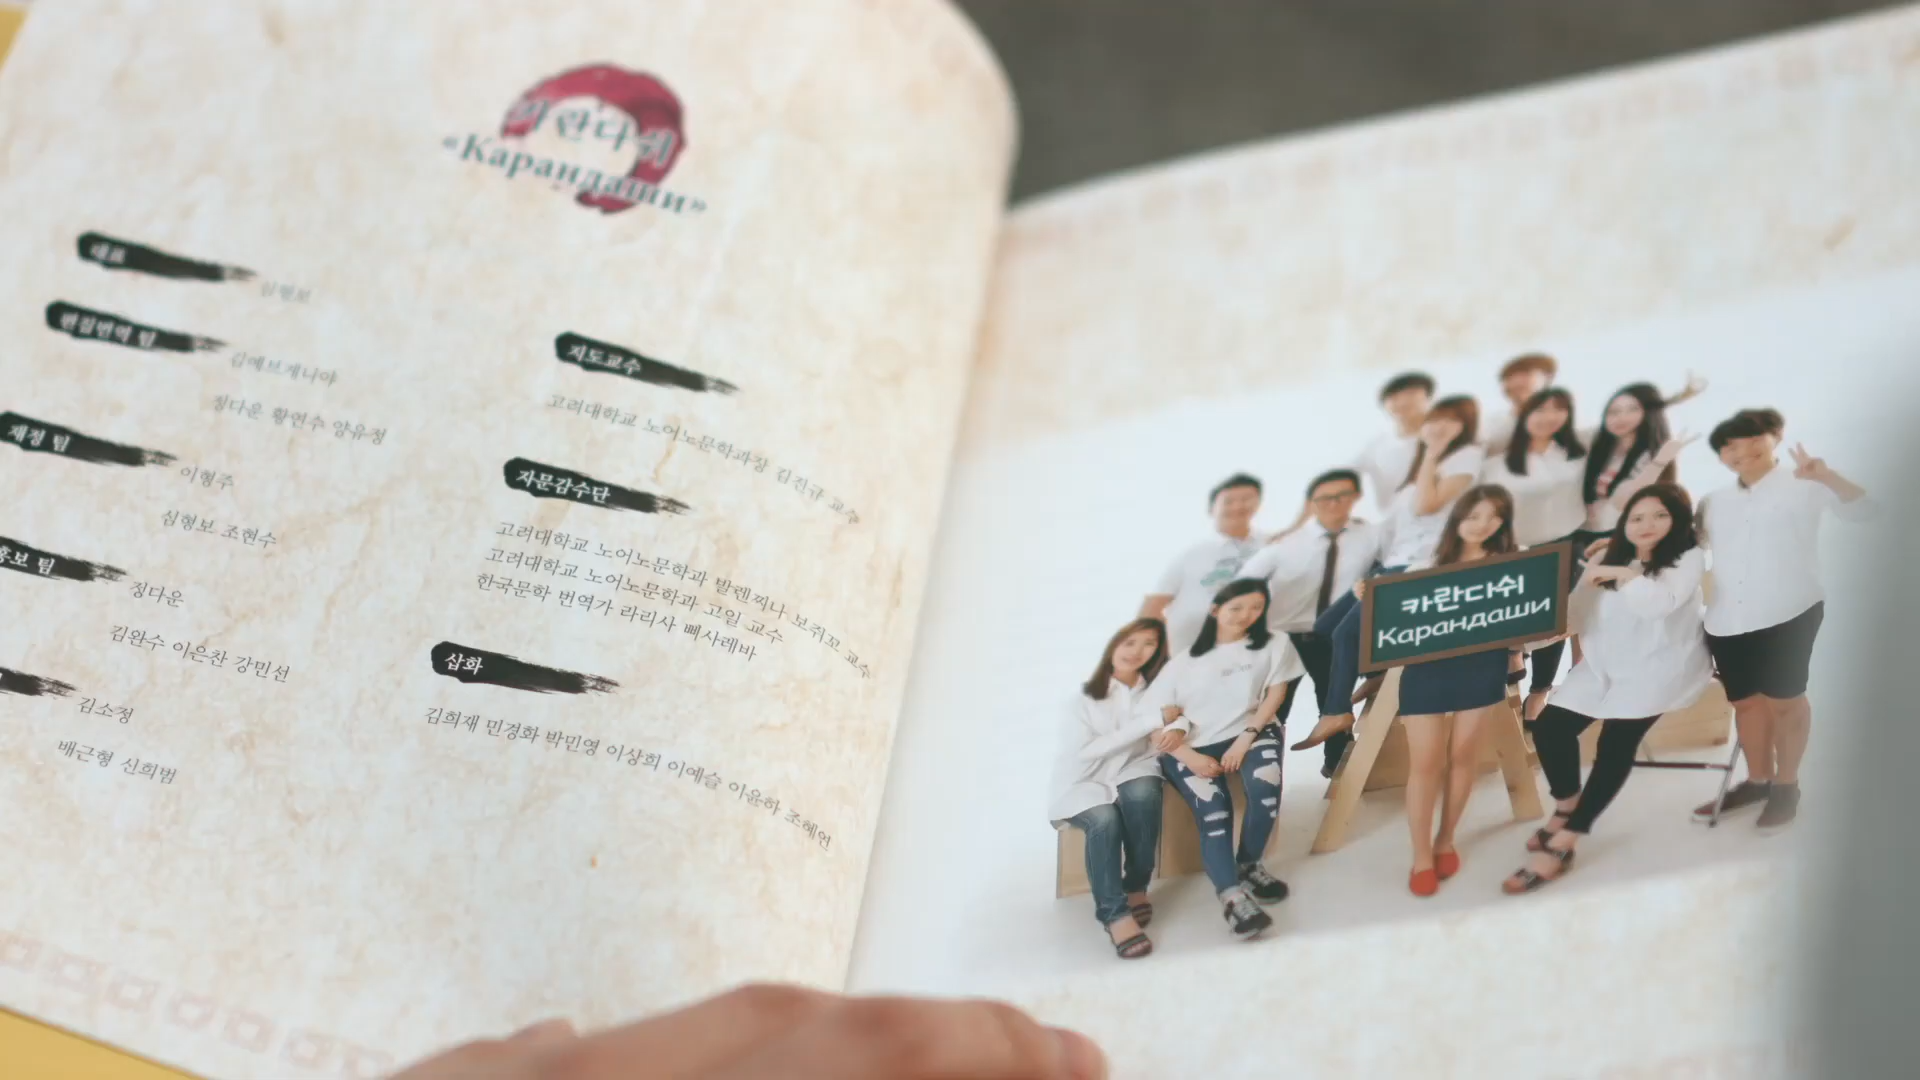 카란다쉬
«Карандаши»
대표
심형보
편집번역 팀
김예브게니야
정다운 황연수 양유정
재정 팀
이형주
심형보 조현수
홍보 팀
정다운
김완수 이은찬 강민선
김소정
배근형 신희범
지도교수
고려대학교 노어노문학과장 김진규 교수
자문감수단
고려대학교 노어노문학과 발렌찌나 보쥐꼬 교수
고려대학교 노어노문학과 고일 교수
한국문학 번역가 라리사 삐사레바
삽화
김희재 민경화 박민영 이상희 이예슬 이윤하 조혜연
카란다쉬
Карандаши